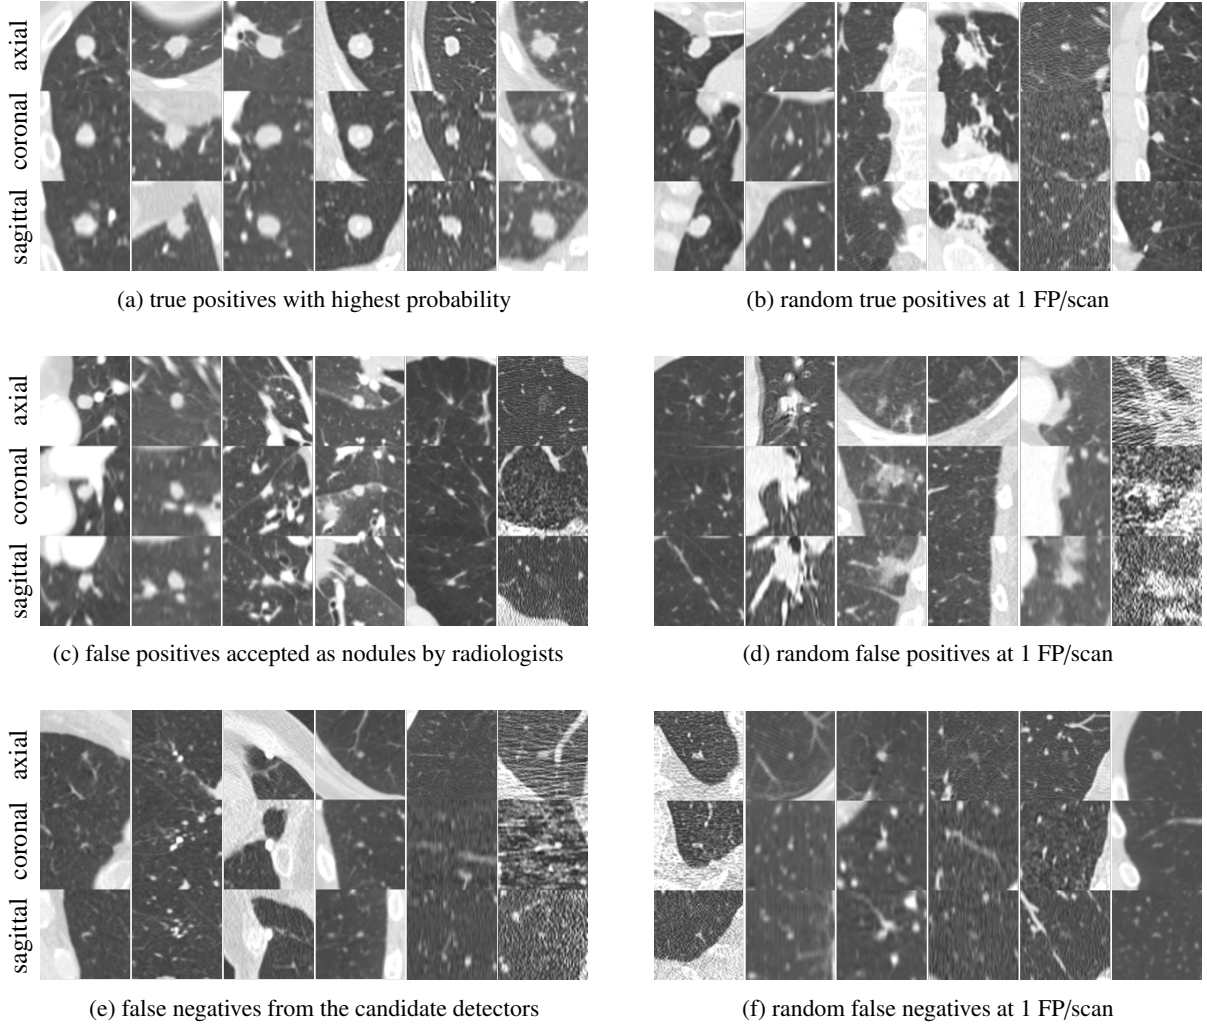 axial
coronal
sagittal
(a) true positives with highest probability
(b) random true positives at 1 FP/scan
axial
coronal
sagittal
(c) false positives accepted as nodules by radiologists
(d) random false positives at 1 FP/scan
axial
coronal
sagittal
(e) false negatives from the candidate detectors
(f) random false negatives at 1 FP/scan